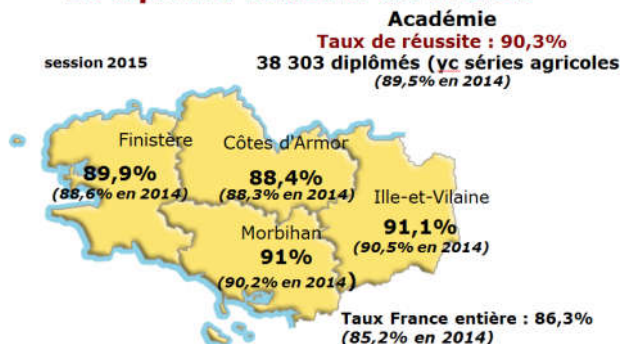 Académie
Taux de réussite : 90,3%
session 2015
38 303 diplômés (yc séries agricoles
(89,5% en 2014)
Finistère
89,9%
(88,6% en 2014)
Côtes d'Armor
88,4%
(88,3% en 2014)
Ille-et-Vilaine
91,1%
(90,5% en 2014)
Morbihan
91%
(90,2% en 2014)
Taux France entière : 86,3%
(85,2% en 2014)